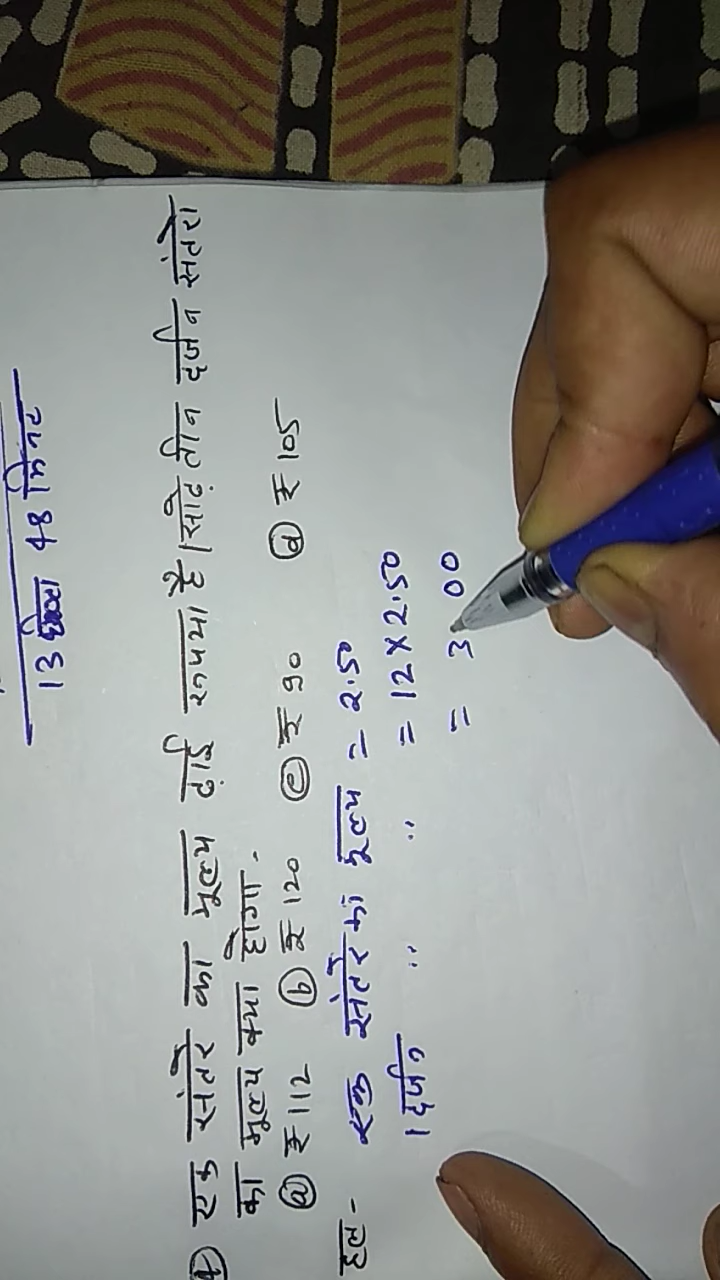 13 घण्टा 48 मिनट
4 एक संतरे का मूल्य ढ़ाई रूपया है। साढ़े तीन दर्जन संतरो
का मूल्य क्या होगा.
(a) ₹ 112 (b) ₹ 120 (c) ₹ 90 (d) ₹ 105
हल - एक संतरे का मूल्य = 2.50
1 दर्जन " " = 12 × 2.50
= 3 00